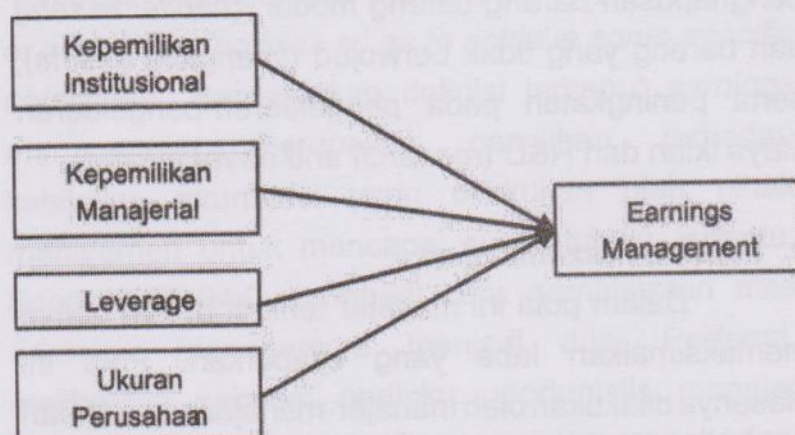 Kepemilikan
Institusional
Kepemilikan
Manajerial
Leverage
Ukuran
Perusahaan
Earnings
Management